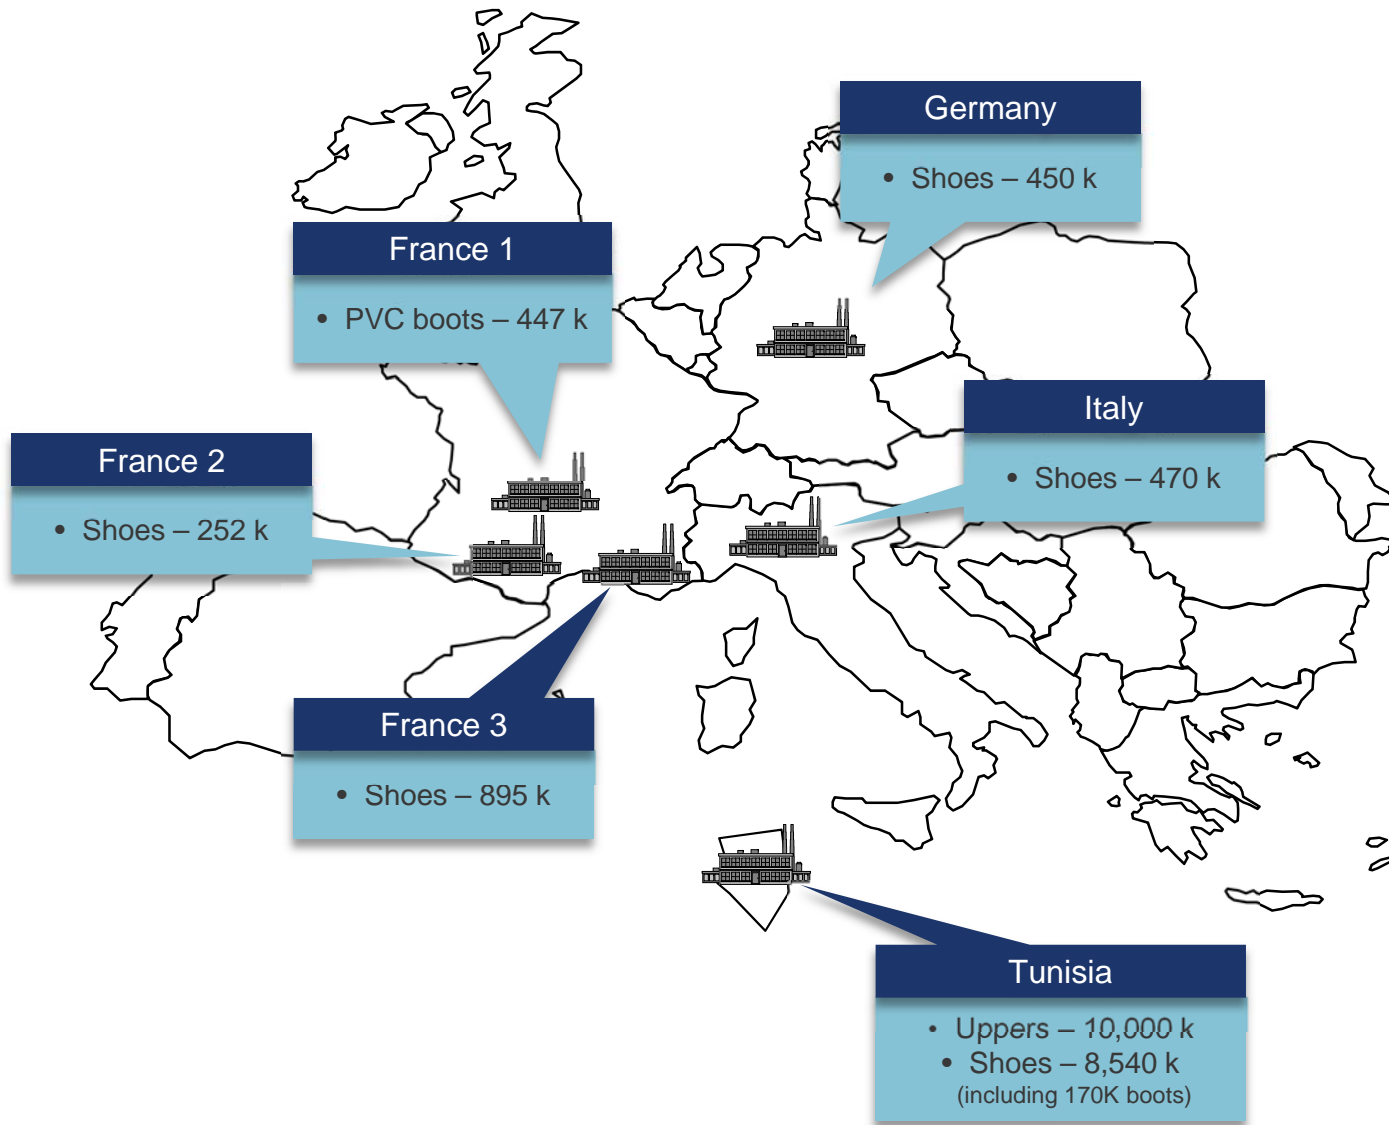 Germany
• Shoes – 450 k
France 1
• PVC boots – 447 k
Italy
• Shoes – 470 k
France 2
• Shoes – 252 k
France 3
• Shoes – 895 k
Tunisia
• Uppers – 10,000 k
• Shoes – 8,540 k
(including 170K boots)